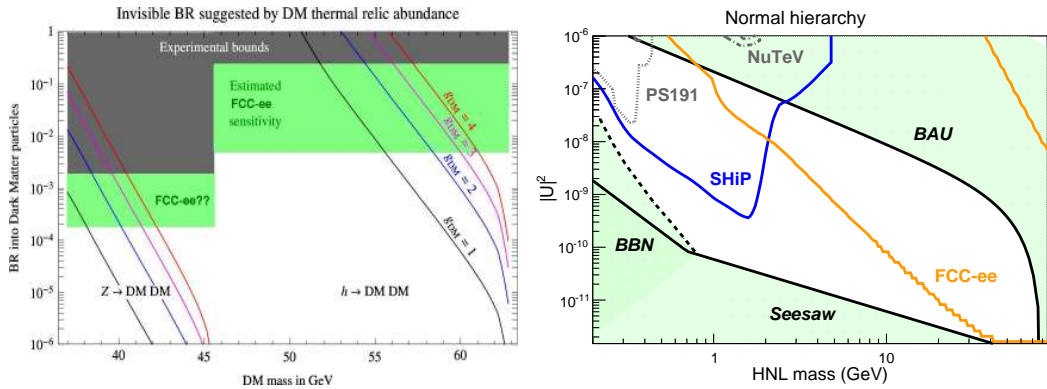 Invisible BR suggested by DM thermal relic abundance
1
10⁻¹
10⁻²
10⁻³
10⁻⁴
10⁻⁵
10⁻⁶
BR into Dark Matter particles
Experimental bounds
Estimated
FCC-ee
sensitivity
FCC-ee??
g_DM = 4
g_DM = 3
g_DM = 2
g_DM = 1
Z → DM DM
h → DM DM
40
45
50
55
60
DM mass in GeV
Normal hierarchy
10⁻⁶
10⁻⁷
10⁻⁸
10⁻⁹
10⁻¹⁰
10⁻¹¹
|U|²
NuTeV
PS191
BAU
SHiP
BBN
FCC-ee
Seesaw
1
10
HNL mass (GeV)